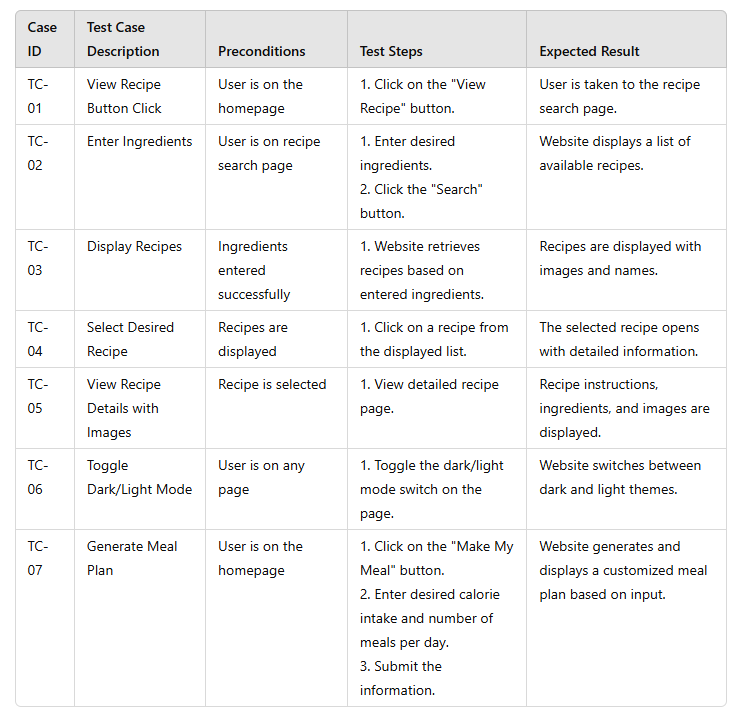 Case ID
Test Case Description
Preconditions
Test Steps
Expected Result
TC-01
View Recipe Button Click
User is on the homepage
1. Click on the "View Recipe" button.
User is taken to the recipe search page.
TC-02
Enter Ingredients
User is on recipe search page
1. Enter desired ingredients.
2. Click the "Search" button.
Website displays a list of available recipes.
TC-03
Display Recipes
Ingredients entered successfully
1. Website retrieves recipes based on entered ingredients.
Recipes are displayed with images and names.
TC-04
Select Desired Recipe
Recipes are displayed
1. Click on a recipe from the displayed list.
The selected recipe opens with detailed information.
TC-05
View Recipe Details with Images
Recipe is selected
1. View detailed recipe page.
Recipe instructions, ingredients, and images are displayed.
TC-06
Toggle Dark/Light Mode
User is on any page
1. Toggle the dark/light mode switch on the page.
Website switches between dark and light themes.
TC-07
Generate Meal Plan
User is on the homepage
1. Click on the "Make My Meal" button.
2. Enter desired calorie intake and number of meals per day.
3. Submit the information.
Website generates and displays a customized meal plan based on input.